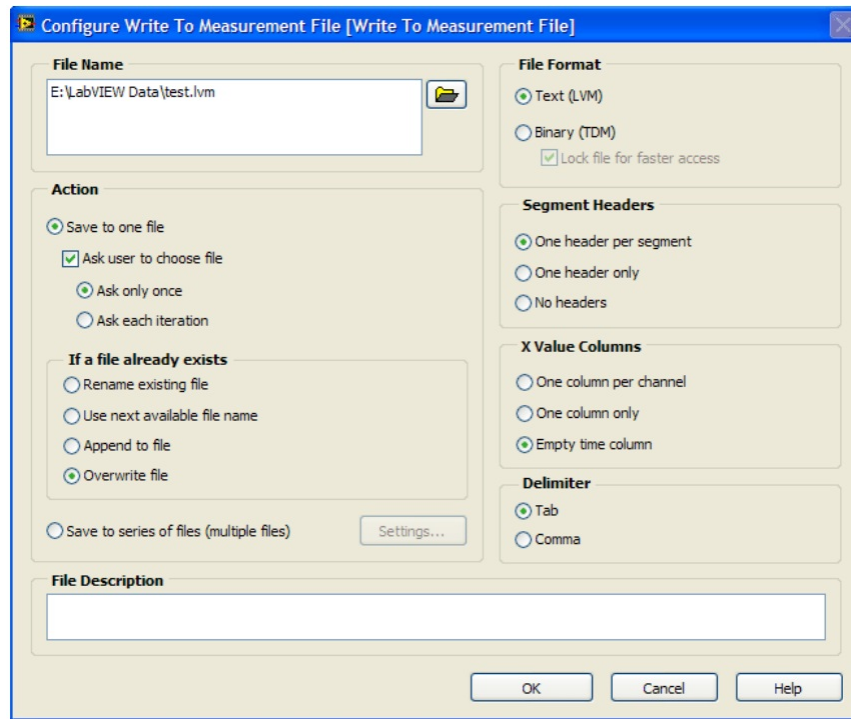 Configure Write To Measurement File [Write To Measurement File]
File Name
E:\LabVIEW Data\test.lvm
Action
Save to one file
Ask user to choose file
Ask only once
Ask each iteration
If a file already exists
Rename existing file
Use next available file name
Append to file
Overwrite file
Save to series of files (multiple files)
Settings...
File Format
Text (LVM)
Binary (TDM)
Lock file for faster access
Segment Headers
One header per segment
One header only
No headers
X Value Columns
One column per channel
One column only
Empty time column
Delimiter
Tab
Comma
File Description
OK
Cancel
Help